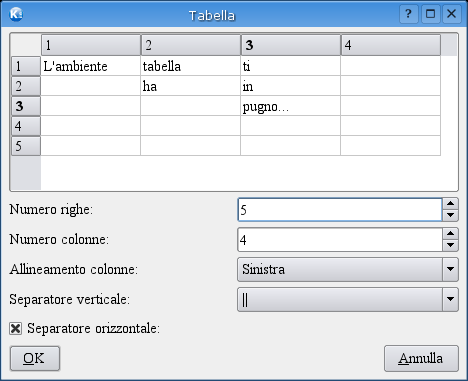 Tabella
1 2 3 4
1 L'ambiente tabella ti
2 ha in
3 pugno...
4
5
Numero righe: 5
Numero colonne: 4
Allineamento colonne: Sinistra
Separatore verticale: ||
Separatore orizzontale:
OK Annulla